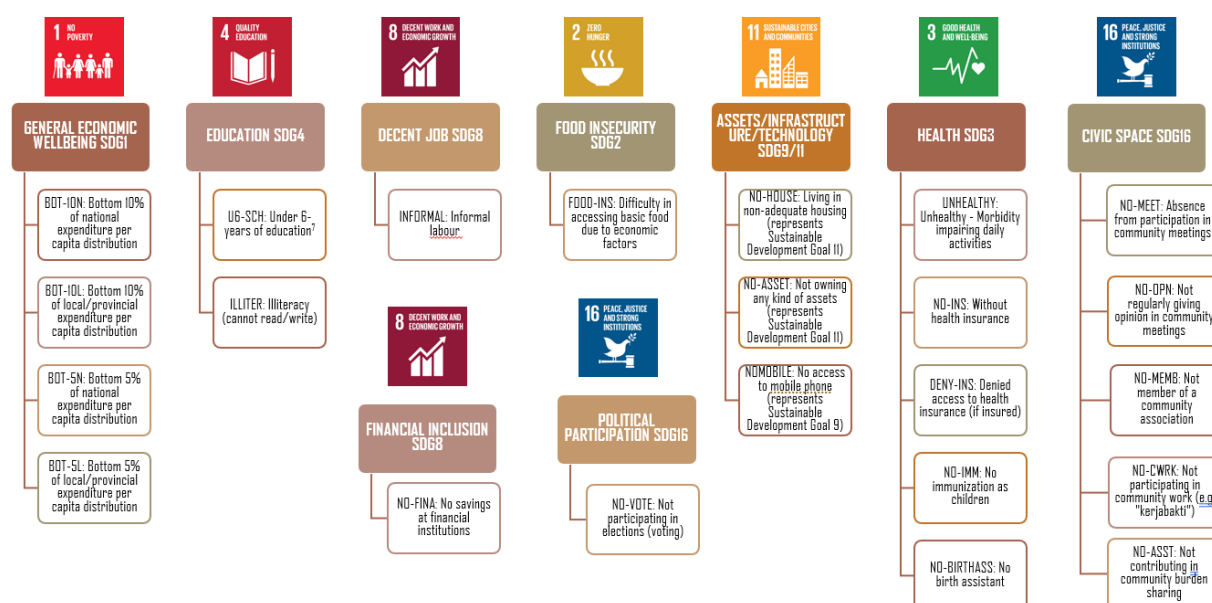 1 NO
POVERTY
GENERAL ECONOMIC
WELLBEING SDG1
BOT-10N: Bottom 10%
of national
expenditure per
capita distribution
BOT-10L: Bottom 10%
of local/provincial
expenditure per
capita distribution
BOT-5N: Bottom 5%
of national
expenditure per
capita distribution
BOT-5L: Bottom 5%
of local/provincial
expenditure per
capita distribution
4 QUALITY
EDUCATION
EDUCATION SDG4
U6-SCH: Under 6-
years of education7
ILLITER: Illiteracy
(cannot read/write)
8 DECENT WORK AND
ECONOMIC GROWTH
DECENT JOB SDG8
INFORMAL: Informal
labour
8 DECENT WORK AND
ECONOMIC GROWTH
FINANCIAL INCLUSION
SDG8
NO-FINA: No savings
at financial
institutions
2 ZERO
HUNGER
FOOD INSECURITY
SDG2
FOOD-INS: Difficulty in
accessing basic food
due to economic
factors
16 PEACE, JUSTICE
AND STRONG
INSTITUTIONS
POLITICAL
PARTICIPATION SDG16
NO-VOTE: Not
participating in
elections (voting)
11 SUSTAINABLE CITIES
AND COMMUNITIES
ASSETS/INFRASTRUCT
URE/TECHNOLOGY
SDG9/11
NO-HOUSE: Living in
non-adequate housing
(represents
Sustainable
Development Goal 11)
NO-ASSET: Not owning
any kind of assets
(represents
Sustainable
Development Goal 11)
NOMOBILE: No access
to mobile phone
(represents
Sustainable
Development Goal 9)
3 GOOD HEALTH
AND WELL-BEING
HEALTH SDG3
UNHEALTHY:
Unhealthy - Morbidity
impairing daily
activities
NO-INS: Without
health insurance
DENY-INS: Denied
access to health
insurance (if insured)
NO-IMM: No
immunization as
children
NO-BIRTHASS: No
birth assistant
16 PEACE, JUSTICE
AND STRONG
INSTITUTIONS
CIVIC SPACE SDG16
NO-MEET: Absence
from participation in
community meetings
NO-OPN: Not
regularly giving
opinion in community
meetings
NO-MEMB: Not
member of a
community
association
NO-CWRK: Not
participating in
community work (e.g
"kerjabakti")
NO-ASST: Not
contributing in
community burden
sharing